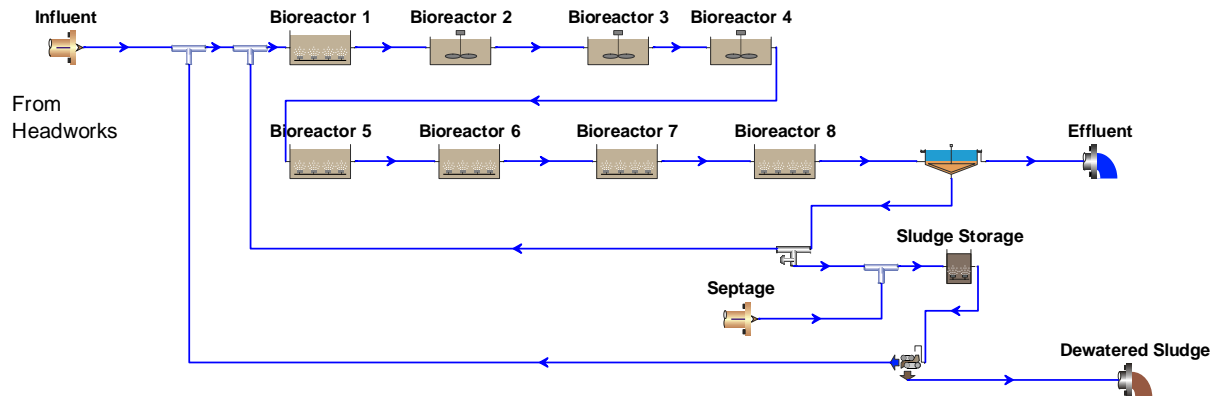 Influent
Bioreactor 1
Bioreactor 2
Bioreactor 3
Bioreactor 4
From
Headworks
Bioreactor 5
Bioreactor 6
Bioreactor 7
Bioreactor 8
Effluent
Sludge Storage
Septage
Dewatered Sludge